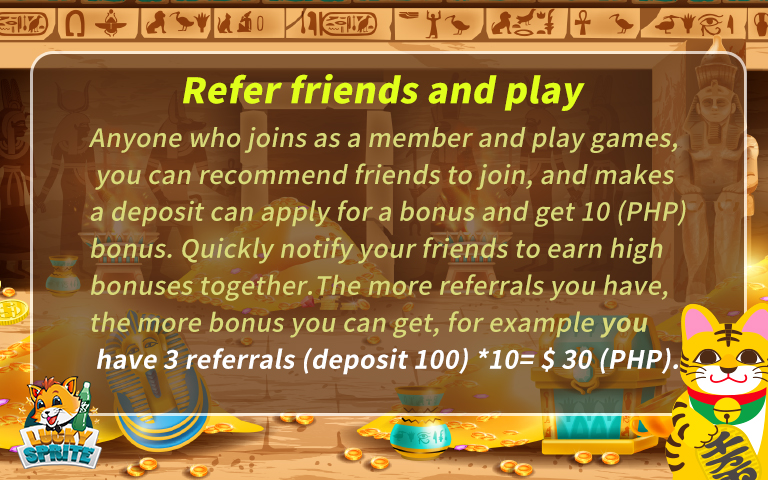 Refer friends and play
Anyone who joins as a member and play games,
you can recommend friends to join, and makes
a deposit can apply for a bonus and get 10 (PHP)
bonus. Quickly notify your friends to earn high
bonuses together.The more referrals you have,
the more bonus you can get, for example you
have 3 referrals (deposit 100) *10= $ 30 (PHP).
LUCKY
SPRITE